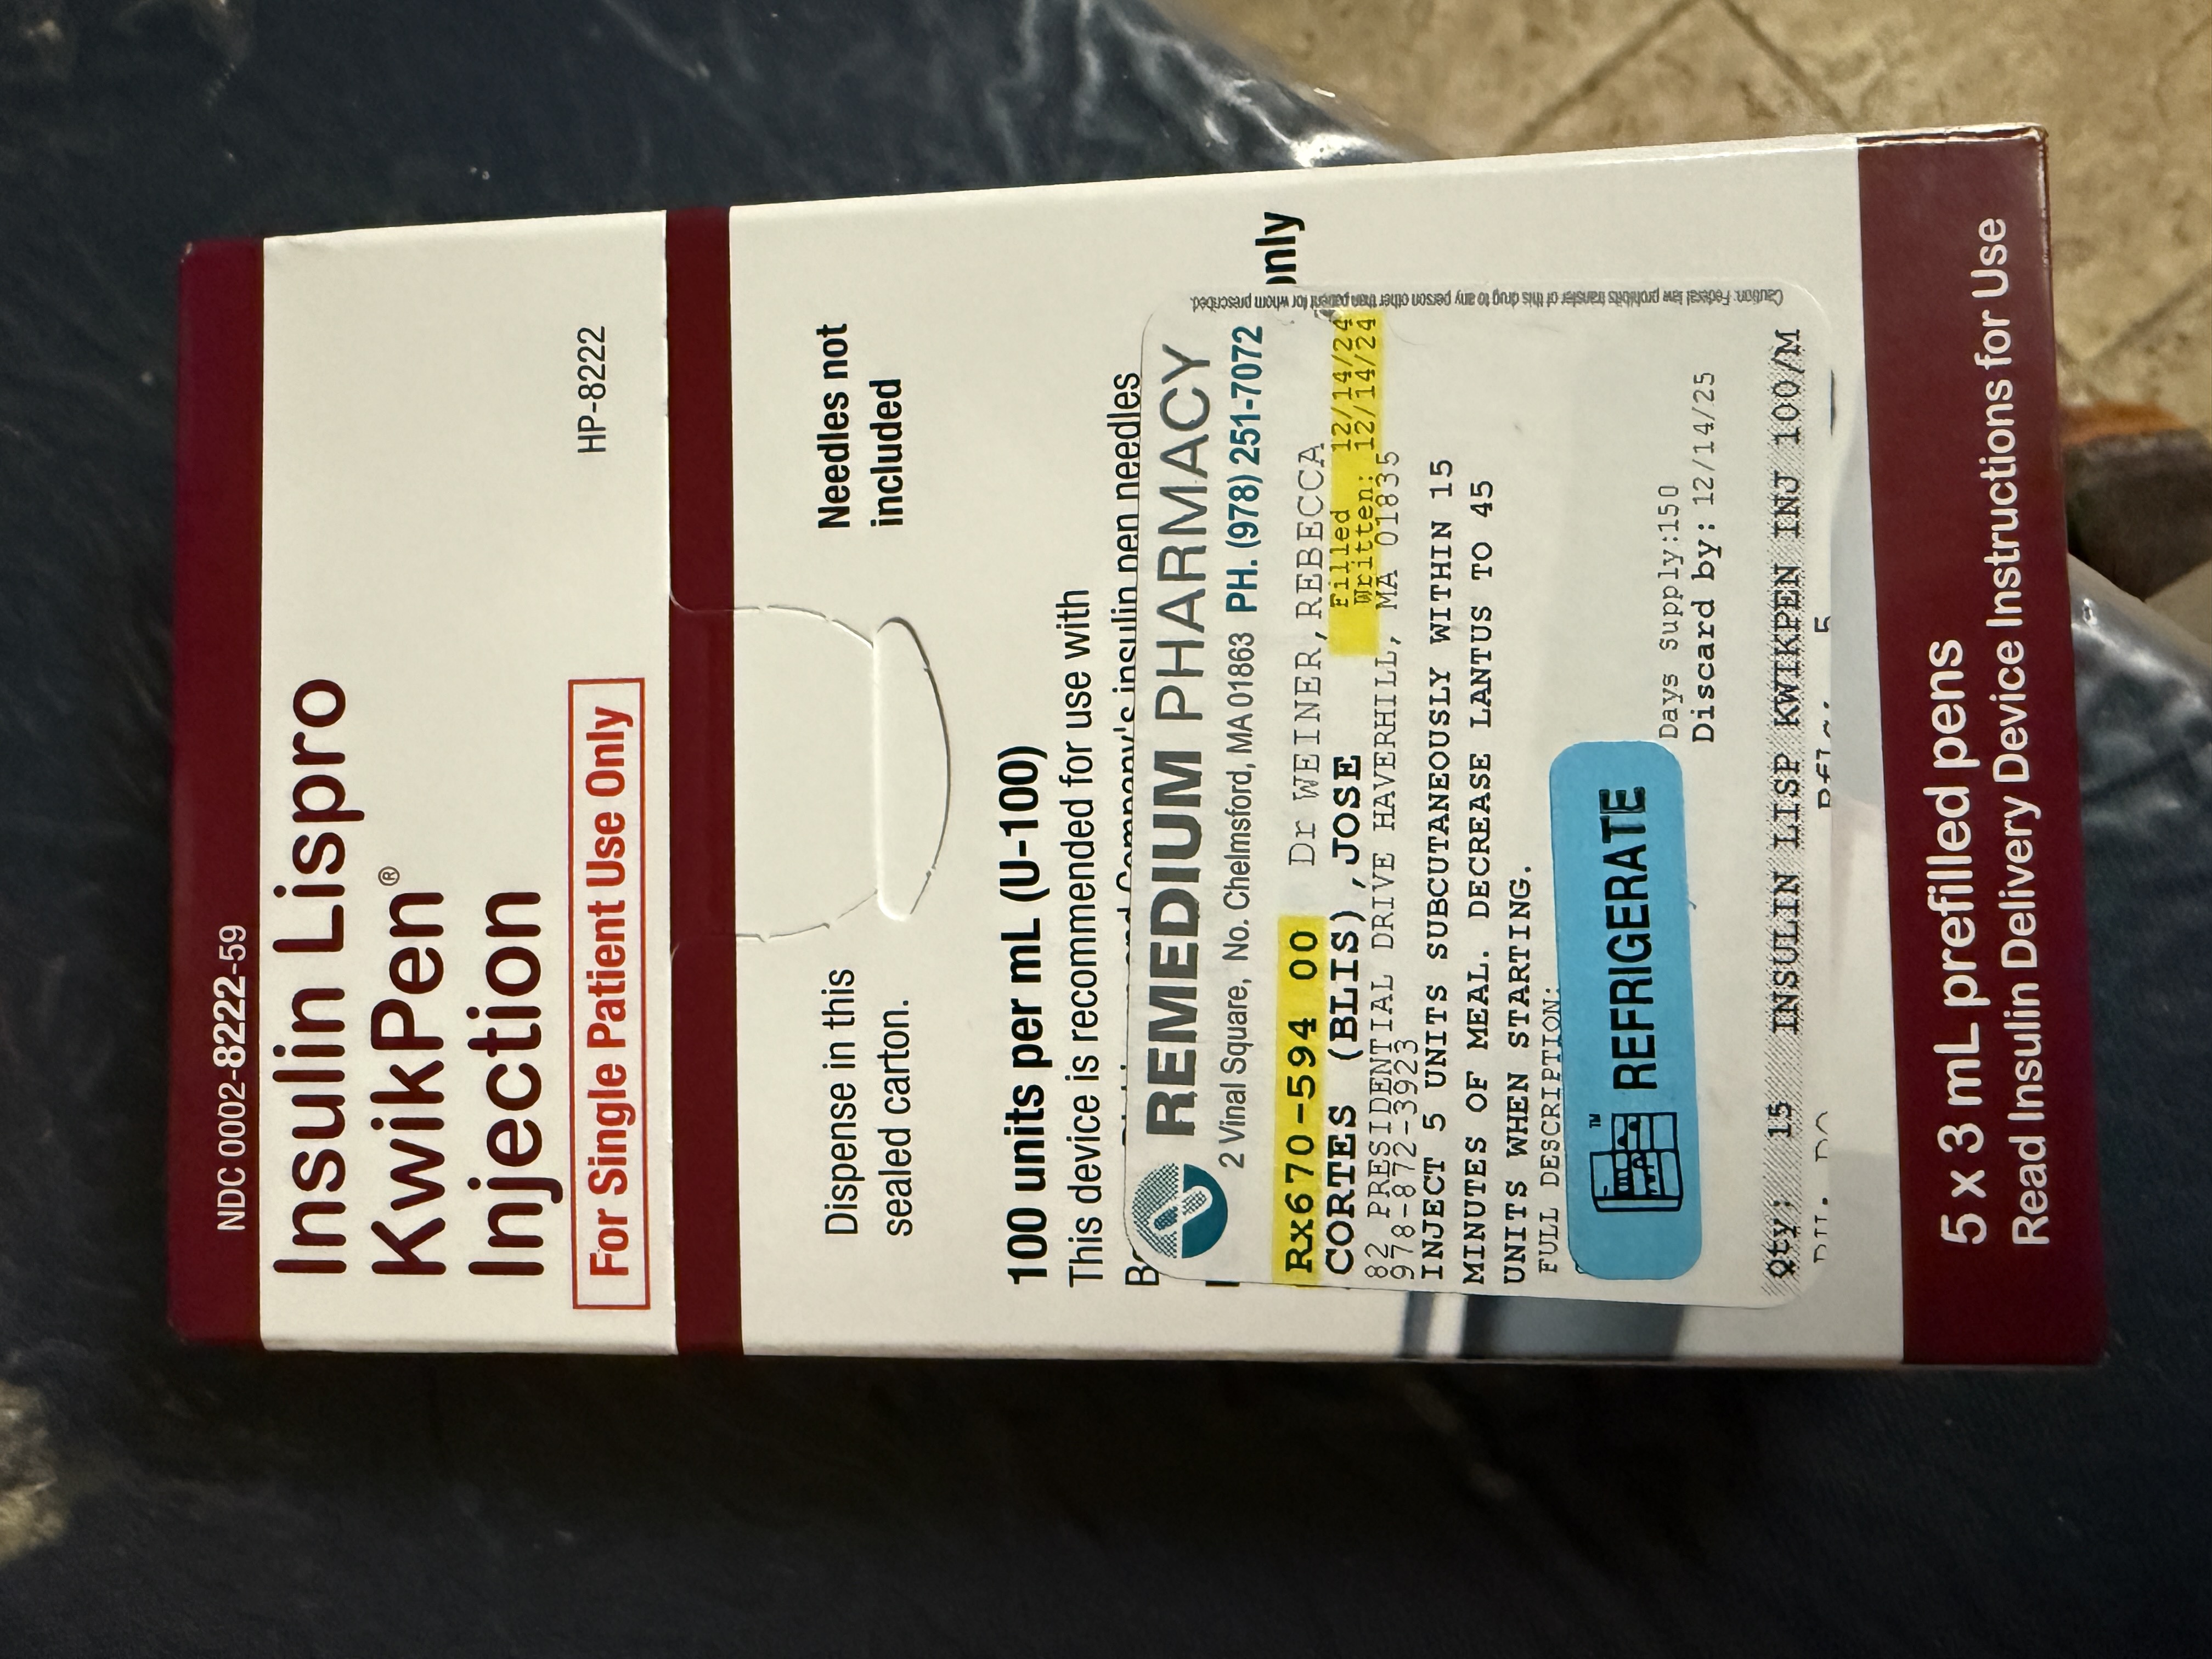 NDC 0002-8222-59
Insulin Lispro
KwikPen®
Injection
For Single Patient Use Only
HP-8222
Dispense in this
sealed carton.
Needles not
included
100 units per mL (U-100)
This device is recommended for use with
Company's insulin pen needles
only
REMEDIUM PHARMACY
2 Vinal Square, No. Chelmsford, MA 01863 PH. (978) 251-7072
Rx670-594 00 Dr WEINER,REBECCA
CORTES (BLIS),JOSE
Filled 12/14/24
Written: 12/14/24
82 PRESIDENTIAL DRIVE HAVERHILL, MA 01835
978-872-3923
INJECT 5 UNITS SUBCUTANEOUSLY WITHIN 15
MINUTES OF MEAL. DECREASE LANTUS TO 45
UNITS WHEN STARTING.
FULL DESCRIPTION:
™
REFRIGERATE
Days Supply:150
Discard by: 12/14/25
Qty: 15 INSULIN LISP KWIKPEN INJ 100/M
Caution: Federal law prohibits transfer of this drug to any person other than patient for whom prescribed.
5 x 3 mL prefilled pens
Read Insulin Delivery Device Instructions for Use